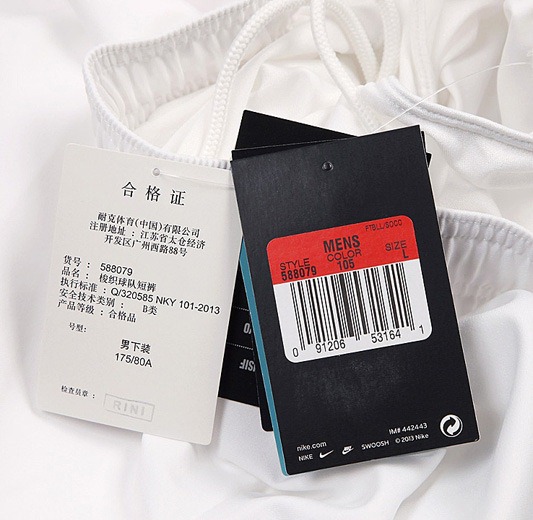 合格证
耐克体育(中国)有限公司
注册地址：江苏省太仓经济
开发区广州西路88号
货号： 588079
品名： 梭织球队短裤
执行标准：Q/320585 NKY 101-2013
安全技术类别： B类
产品等级：合格品
号型:
男下装
175/80A
检查员章：
RINI
FTSLL/SOCO
MENS
STYLE COLOR SIZE
588079 105 L
0 91206 53164 1
IM# 442443
nike.com
NIKE SWOOSH © 2013 Nike